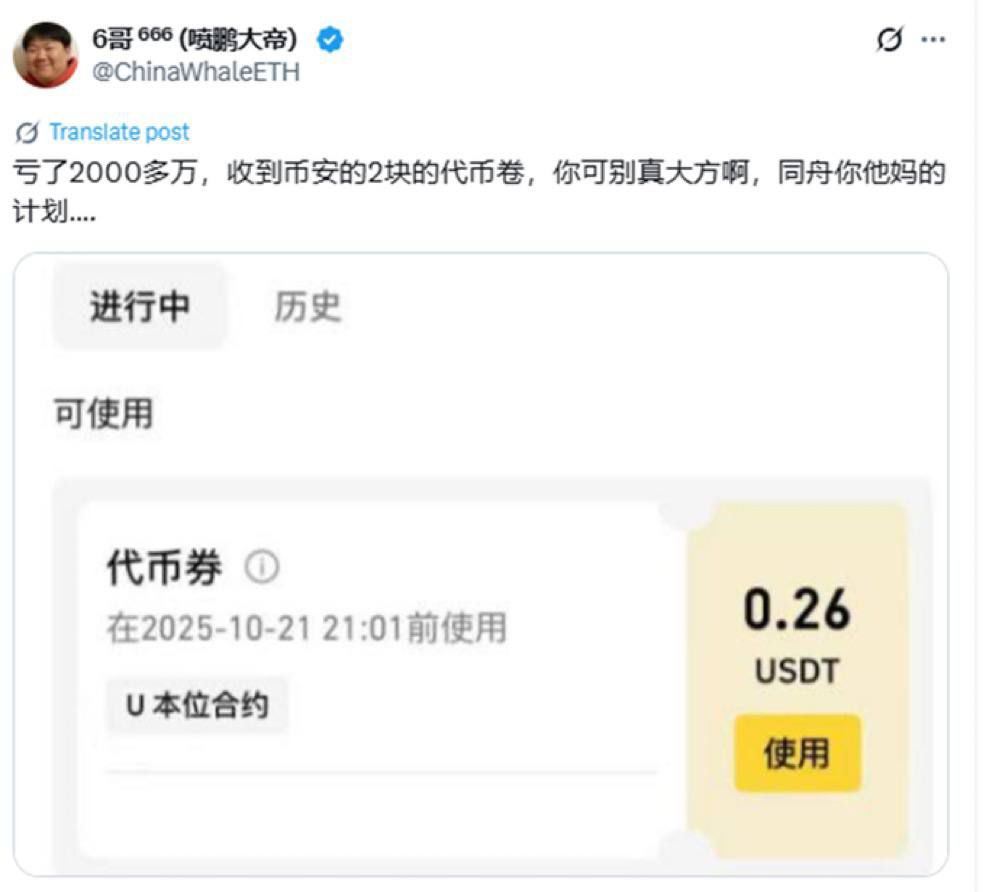 6哥 ⁶⁶⁶ (喷鹏大帝)
@ChinaWhaleETH
Translate post
亏了2000多万，收到币安的2块的代币卷，你可别真大方啊，同舟你他妈的
计划....
进行中 历史
可使用
代币券
在2025-10-21 21:01前使用
U 本位合约
0.26
USDT
使用